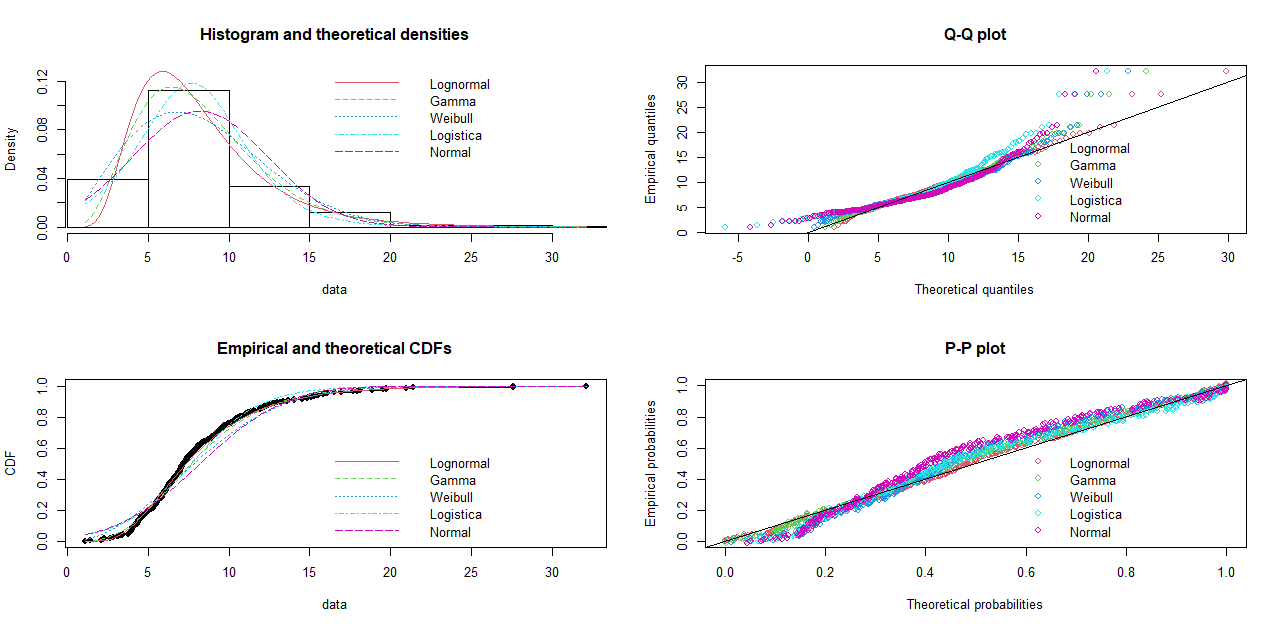 Histogram and theoretical densities
Density
0.00 0.04 0.08 0.12
Lognormal
Gamma
Weibull
Logistica
Normal
0 5 10 15 20 25 30
data
Q-Q plot
Empirical quantiles
0 5 10 15 20 25 30
Lognormal
Gamma
Weibull
Logistica
Normal
-5 0 5 10 15 20 25 30
Theoretical quantiles
Empirical and theoretical CDFs
CDF
0.0 0.2 0.4 0.6 0.8 1.0
Lognormal
Gamma
Weibull
Logistica
Normal
0 5 10 15 20 25 30
data
P-P plot
Empirical probabilities
0.0 0.2 0.4 0.6 0.8 1.0
Lognormal
Gamma
Weibull
Logistica
Normal
0.0 0.2 0.4 0.6 0.8 1.0
Theoretical probabilities